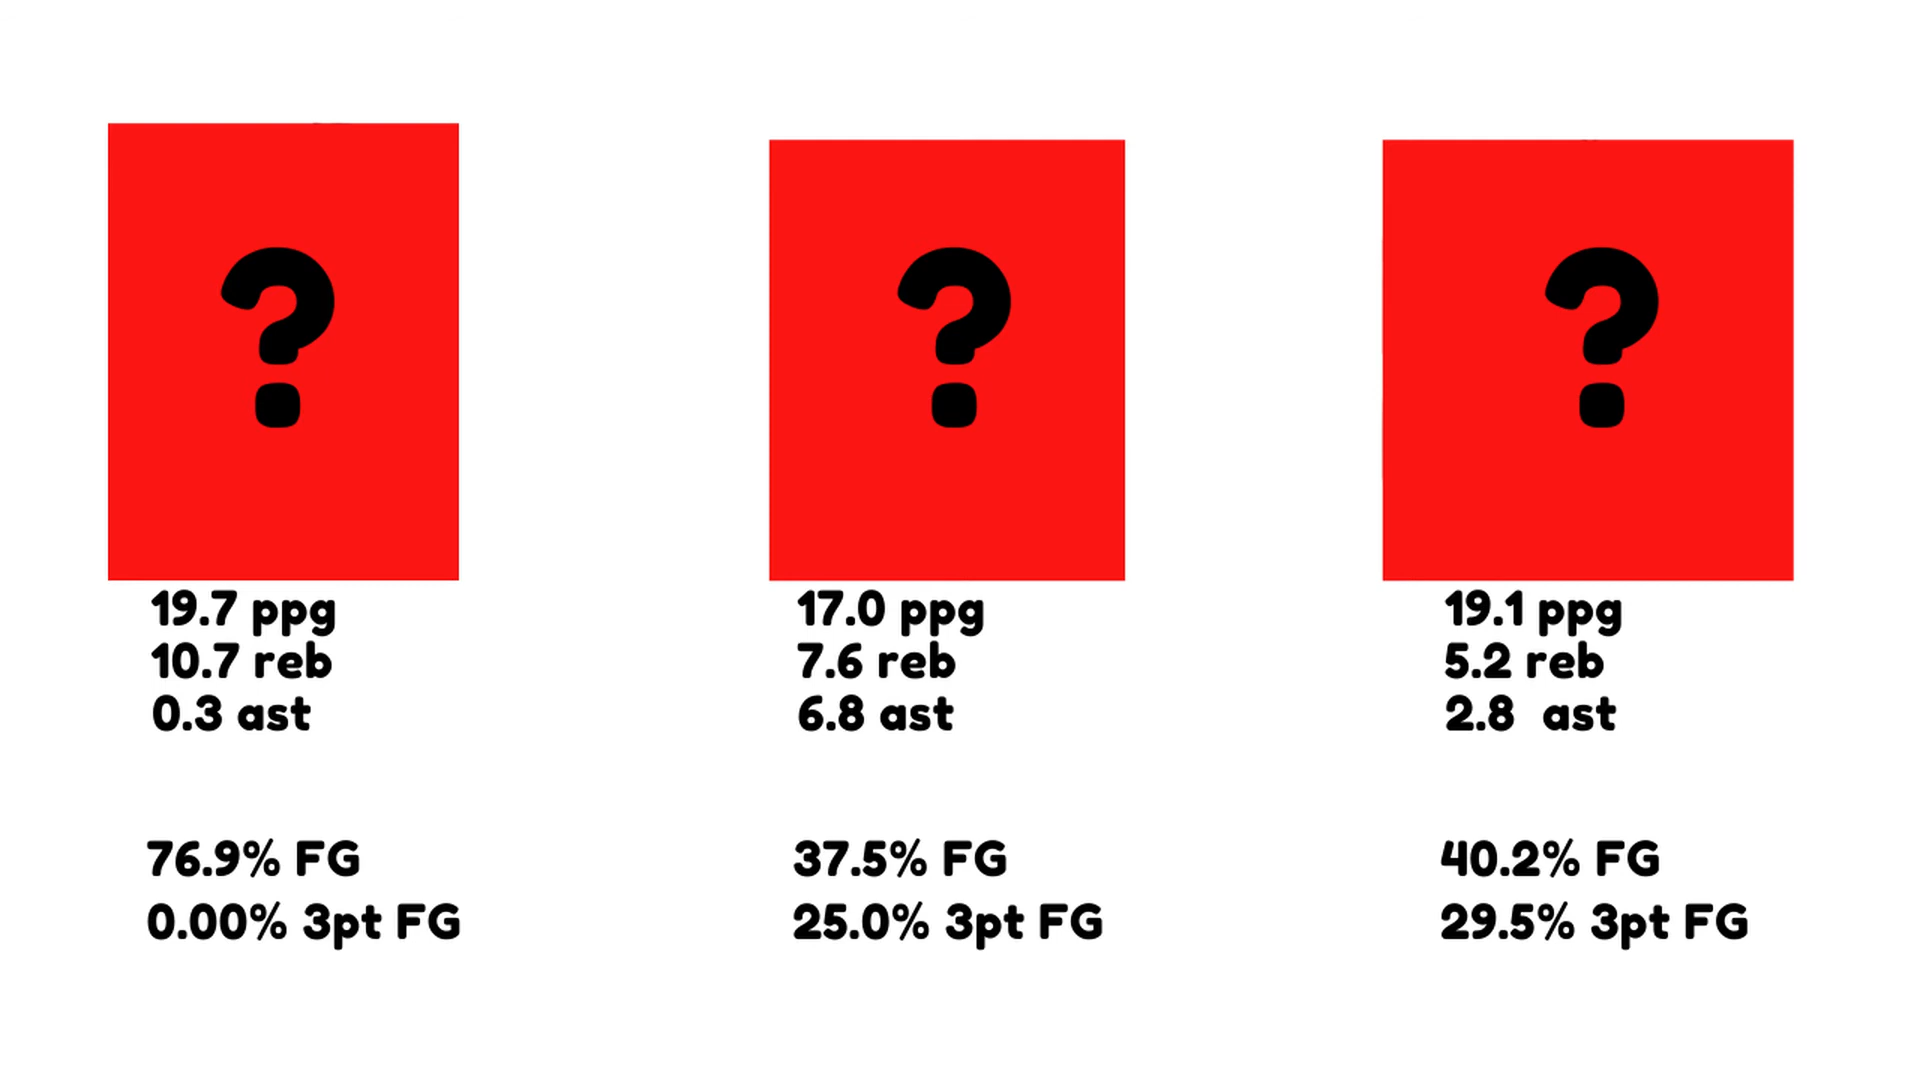 ?
19.7 ppg
10.7 reb
0.3 ast
76.9% FG
0.00% 3pt FG
?
17.0 ppg
7.6 reb
6.8 ast
37.5% FG
25.0% 3pt FG
?
19.1 ppg
5.2 reb
2.8 ast
40.2% FG
29.5% 3pt FG